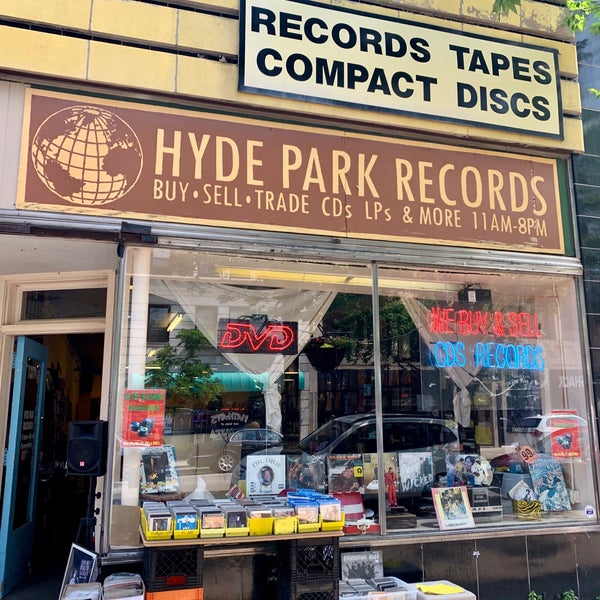 RECORDS TAPES
COMPACT DISCS
HYDE PARK RECORDS
BUY • SELL • TRADE CDs LPs & MORE 11AM-8PM
DVD
WE BUY & SELL
CDS RECORDS